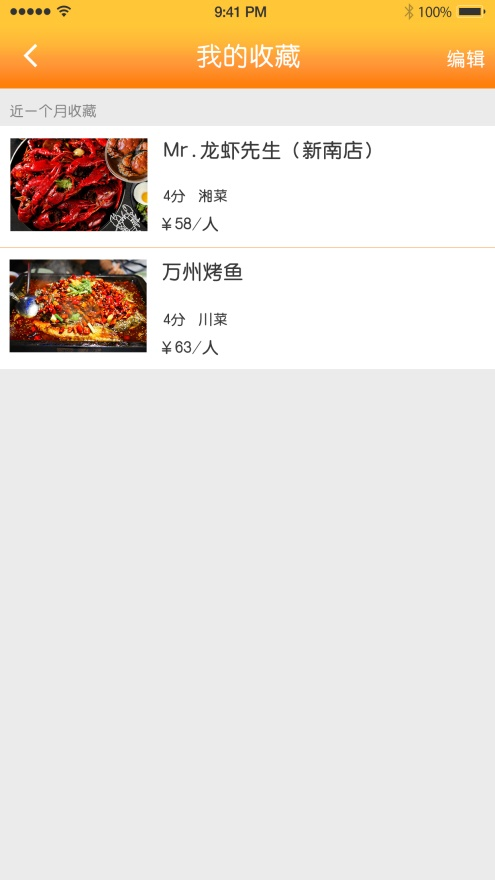 9:41 PM 100%
我的收藏 编辑
近一个月收藏
Mr.龙虾先生（新南店）
4分 湘菜
¥58/人
万州烤鱼
4分 川菜
¥63/人